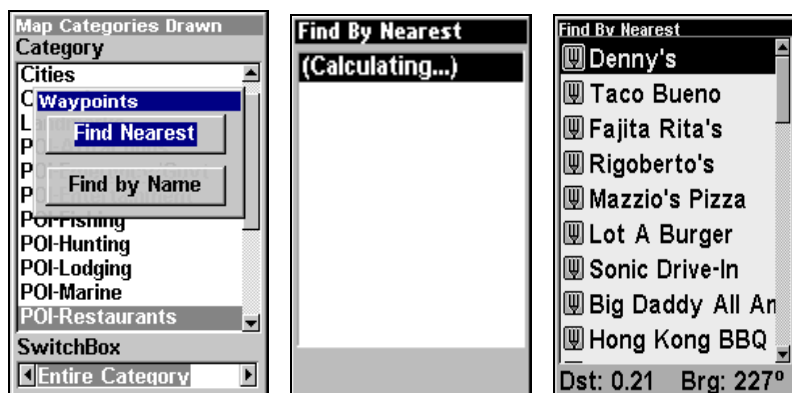 Map Categories Drawn
Category
Cities
Waypoints
Find Nearest
Find by Name
POI-Fishing
POI-Hunting
POI-Lodging
POI-Marine
POI-Restaurants
SwitchBox
Entire Category
Find By Nearest
(Calculating...)
Find By Nearest
Denny's
Taco Bueno
Fajita Rita's
Rigoberto's
Mazzio's Pizza
Lot A Burger
Sonic Drive-In
Big Daddy All An
Hong Kong BBQ
Dst: 0.21 Brg: 227º